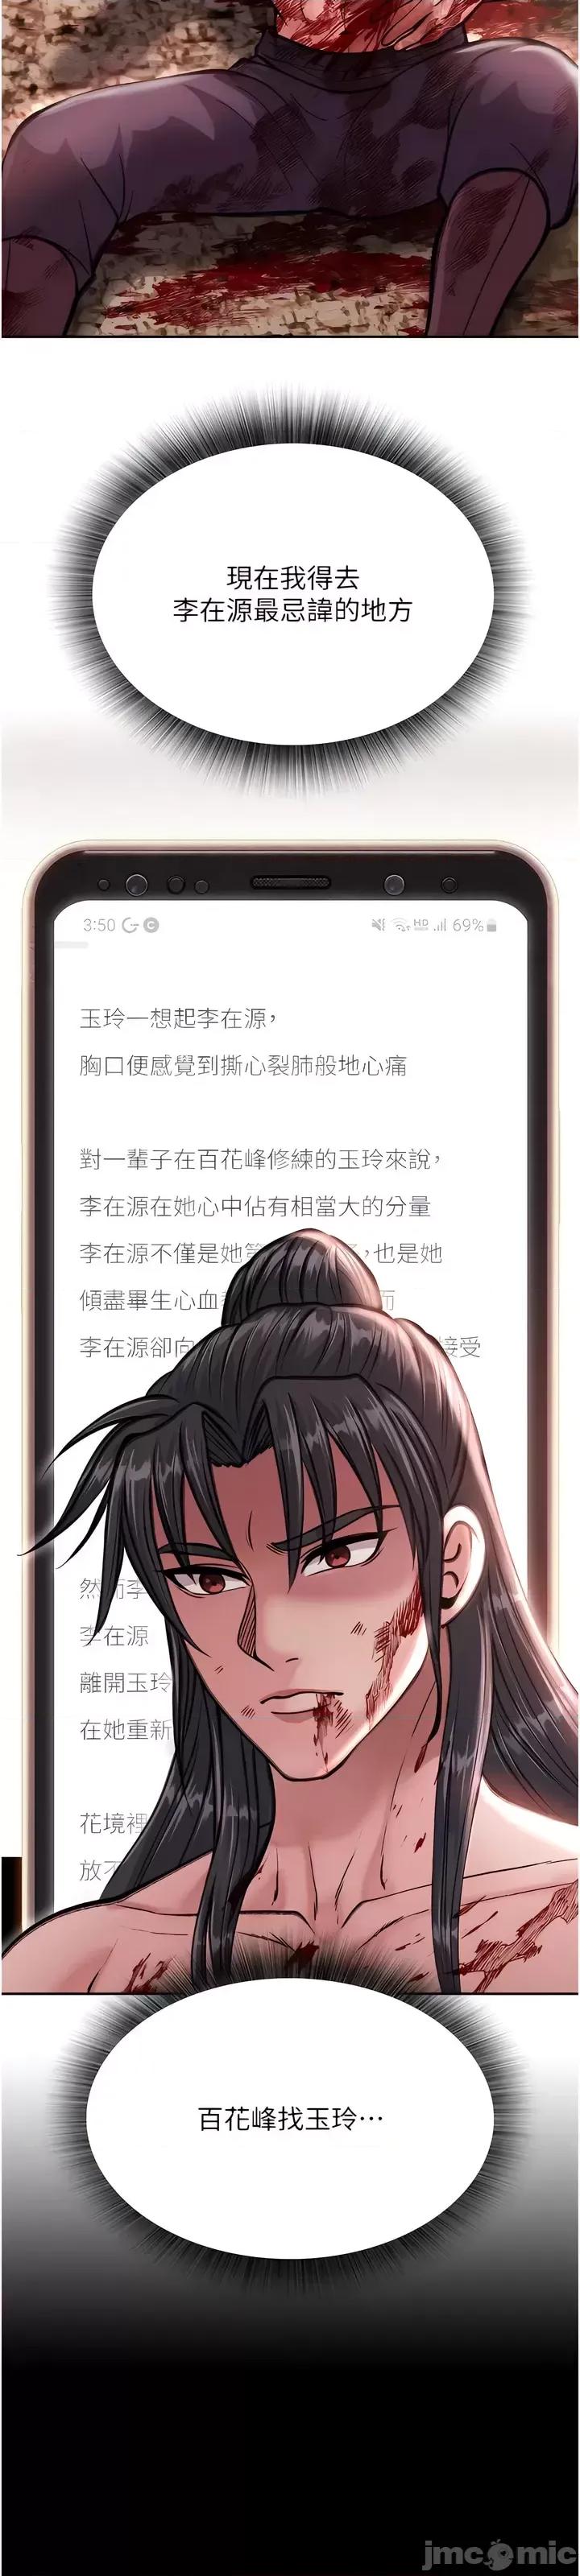 現在我得去
李在源最忌諱的地方
3:50
HD
69%
玉玲一想起李在源，
胸口便感覺到撕心裂肺般地心痛
對一輩子在百花峰修練的玉玲來說，
李在源在她心中佔有相當大的分量
李在源不僅是她 ，也是她
傾盡畢生心血 而
李在源卻向 接受
然而李
李在源
離開玉玲
在她重新
花境裡
放不
百花峰找玉玲…
jmcomic